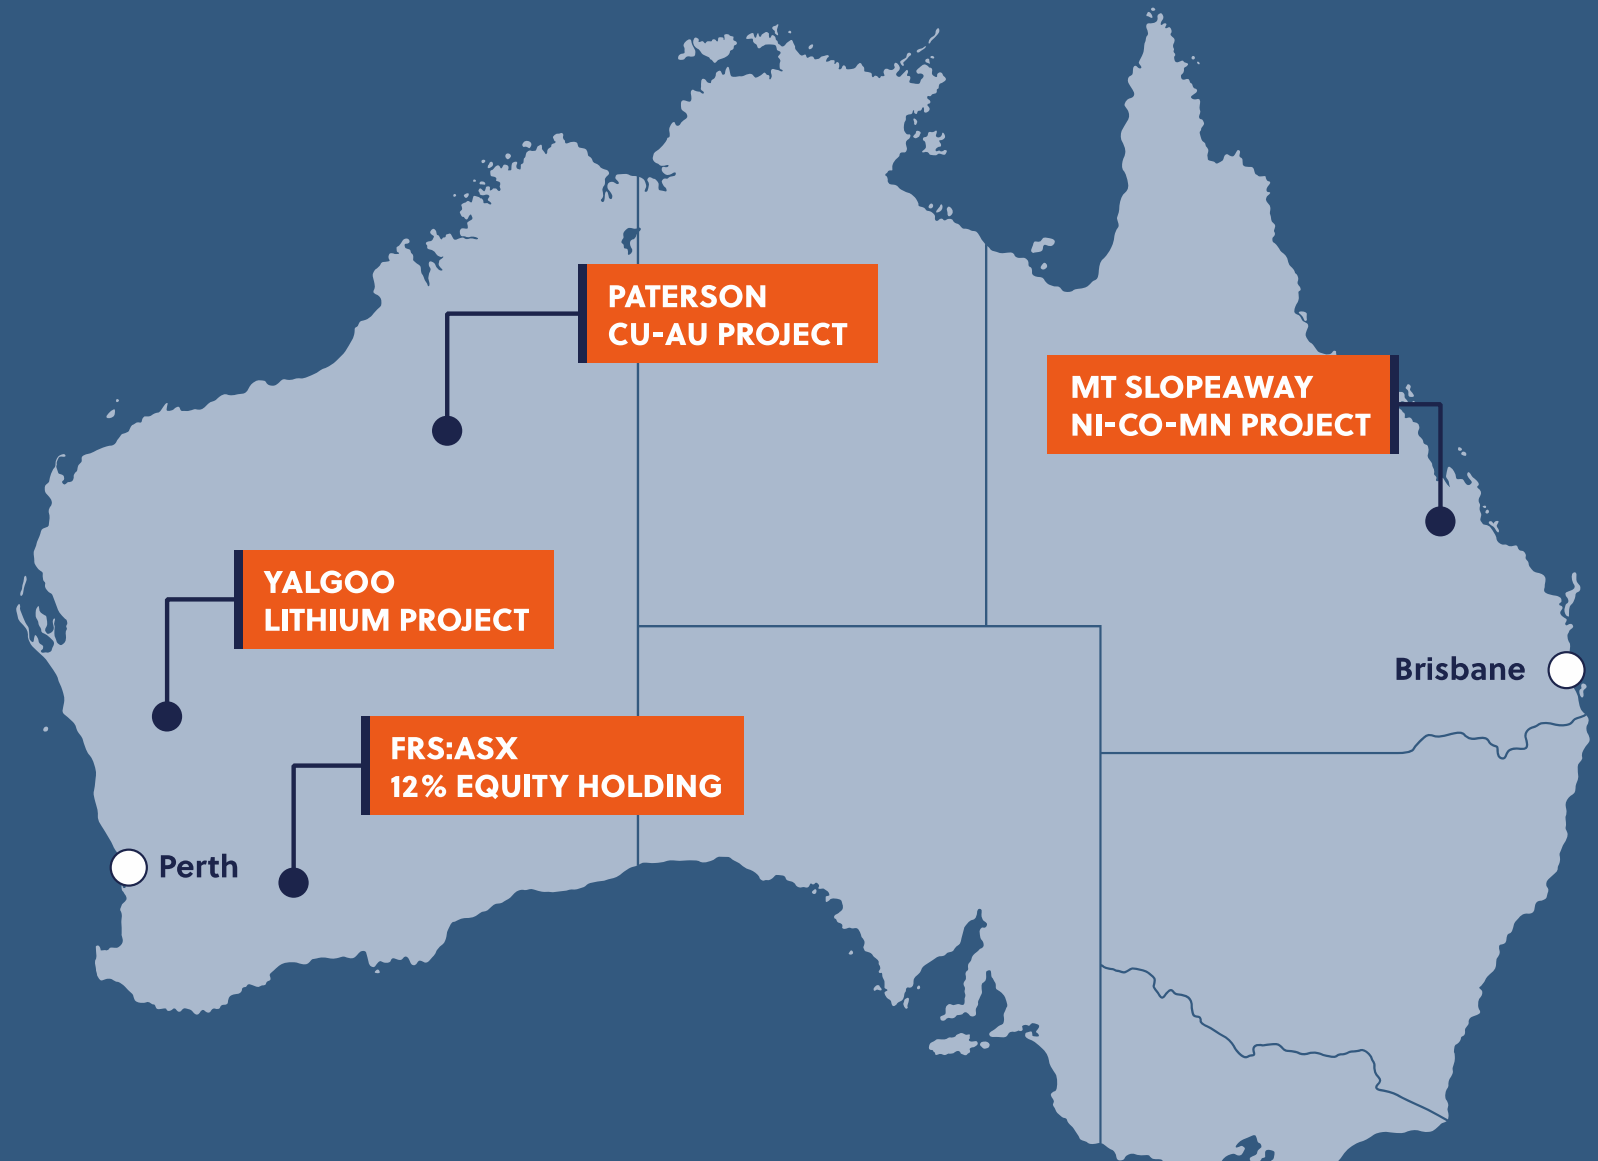 PATERSON
CU-AU PROJECT
MT SLOPEAWAY
NI-CO-MN PROJECT
YALGOO
LITHIUM PROJECT
Brisbane
FRS:ASX
12% EQUITY HOLDING
Perth